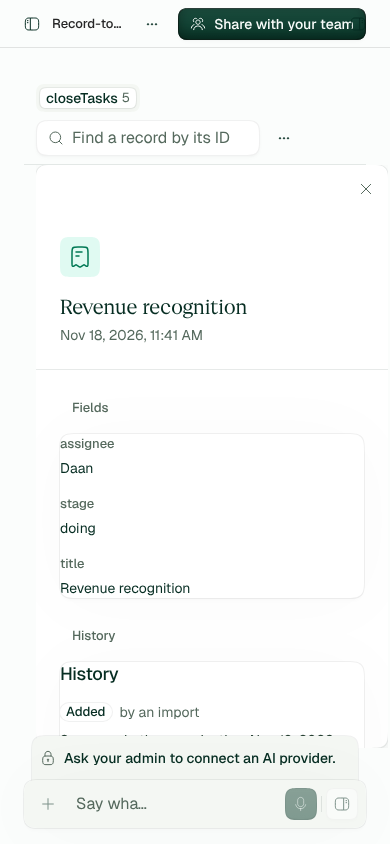 Record-to…
Share with your team
closeTasks 5
Find a record by its ID
Revenue recognition
Nov 18, 2026, 11:41 AM
Fields
assignee
Daan
stage
doing
title
Revenue recognition
History
History
Added by an import
Ask your admin to connect an AI provider.
Say wha…